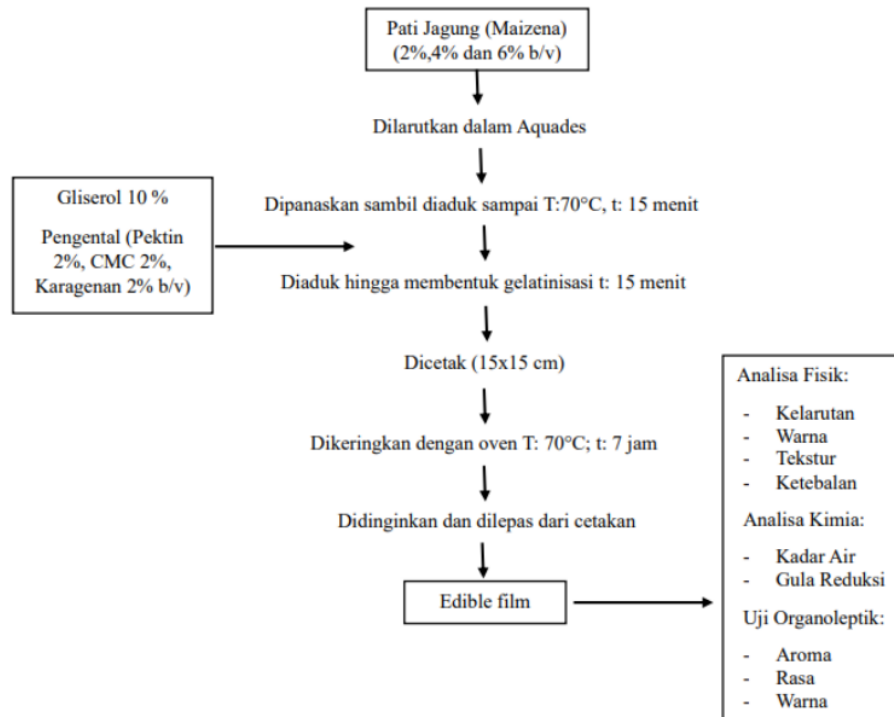 Pati Jagung (Maizena)
(2%,4% dan 6% b/v)
Dilarutkan dalam Aquades
Gliserol 10 %
Pengental (Pektin
2%, CMC 2%,
Karagenan 2% b/v)
Dipanaskan sambil diaduk sampai T:70°C, t: 15 menit
Diaduk hingga membentuk gelatinisasi t: 15 menit
Dicetak (15x15 cm)
Dikeringkan dengan oven T: 70°C; t: 7 jam
Didinginkan dan dilepas dari cetakan
Edible film
Analisa Fisik:
- Kelarutan
- Warna
- Tekstur
- Ketebalan
Analisa Kimia:
- Kadar Air
- Gula Reduksi
Uji Organoleptik:
- Aroma
- Rasa
- Warna